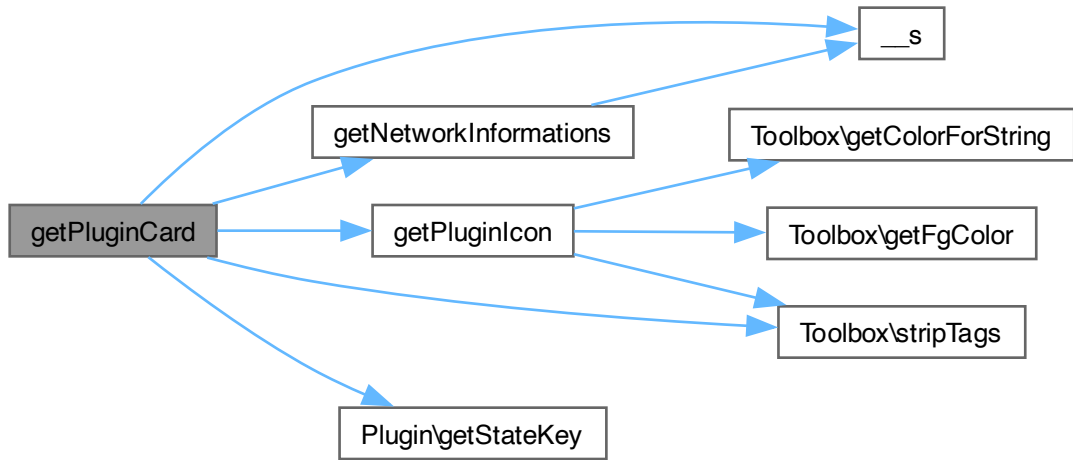 __s
getNetworkInformations
Toolbox\getColorForString
getPluginCard
getPluginIcon
Toolbox\getFgColor
Toolbox\stripTags
Plugin\getStateKey